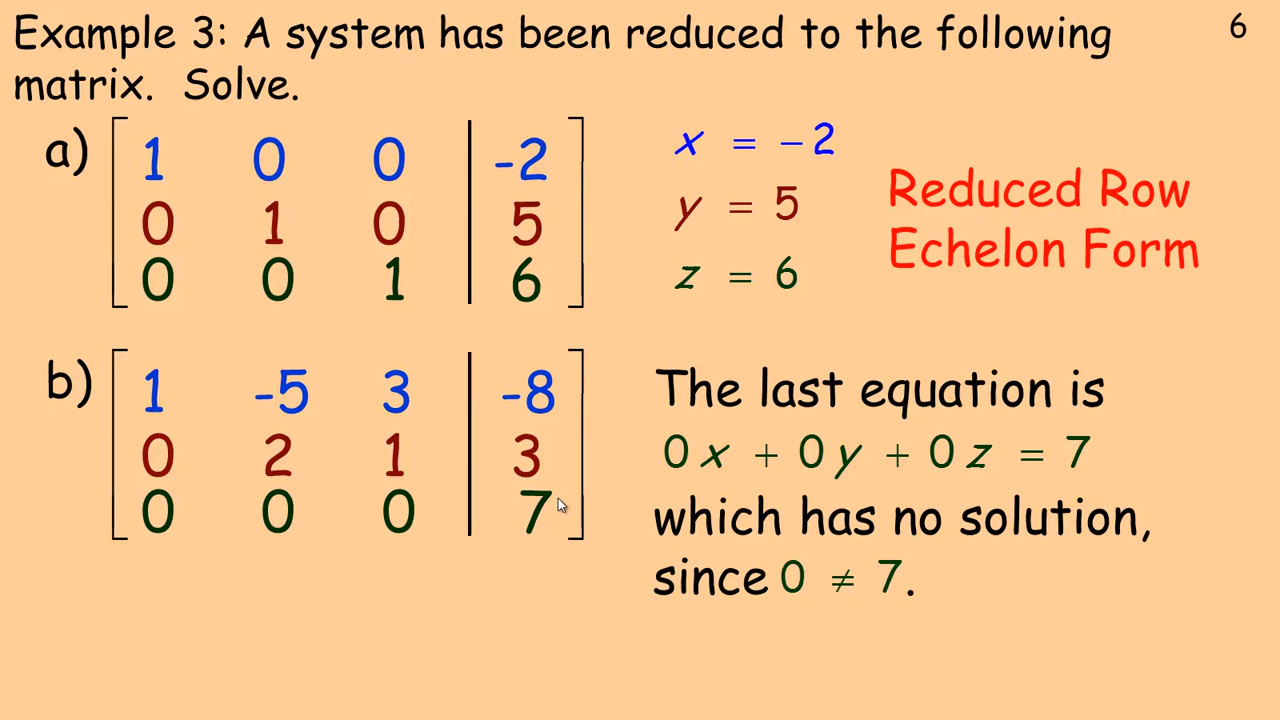 Example 3: A system has been reduced to the following 6
matrix. Solve.
a) 1 0 0 -2
0 1 0 5
0 0 1 6
x = -2
y = 5
z = 6
Reduced Row
Echelon Form
b) 1 -5 3 -8
0 2 1 3
0 0 0 7
The last equation is
0x + 0y + 0z = 7
which has no solution,
since 0 ≠ 7.